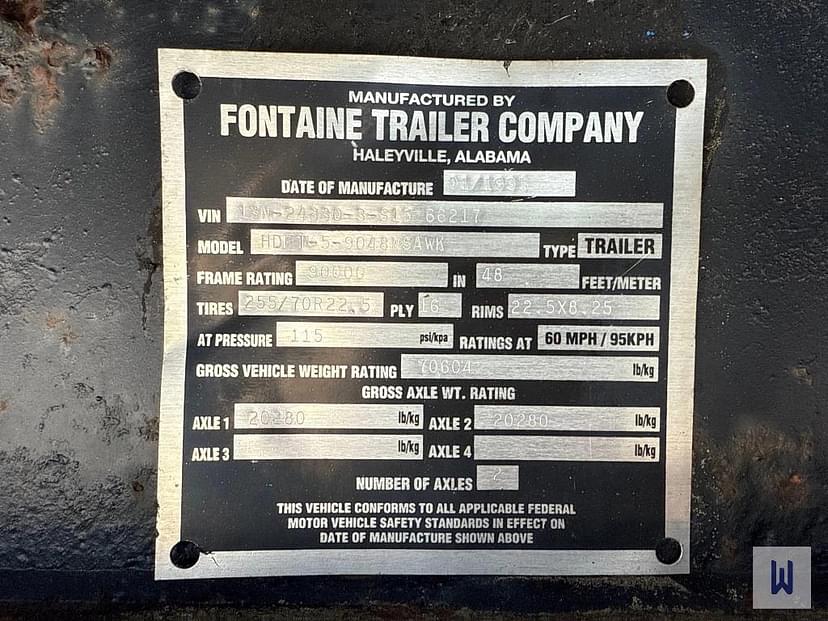 MANUFACTURED BY
FONTAINE TRAILER COMPANY
HALEYVILLE, ALABAMA
DATE OF MANUFACTURE
VIN
MODEL TYPE TRAILER
FRAME RATING 90000 IN 48 FEET/METER
TIRES 255/70R22.5 PLY 16 RIMS 22.5X8.25
AT PRESSURE 115 psi/kpa RATINGS AT 60 MPH / 95KPH
GROSS VEHICLE WEIGHT RATING 70604 lb/kg
GROSS AXLE WT. RATING
AXLE 1 20280 lb/kg AXLE 2 20280 lb/kg
AXLE 3 lb/kg AXLE 4 lb/kg
NUMBER OF AXLES 2
THIS VEHICLE CONFORMS TO ALL APPLICABLE FEDERAL
MOTOR VEHICLE SAFETY STANDARDS IN EFFECT ON
DATE OF MANUFACTURE SHOWN ABOVE
W